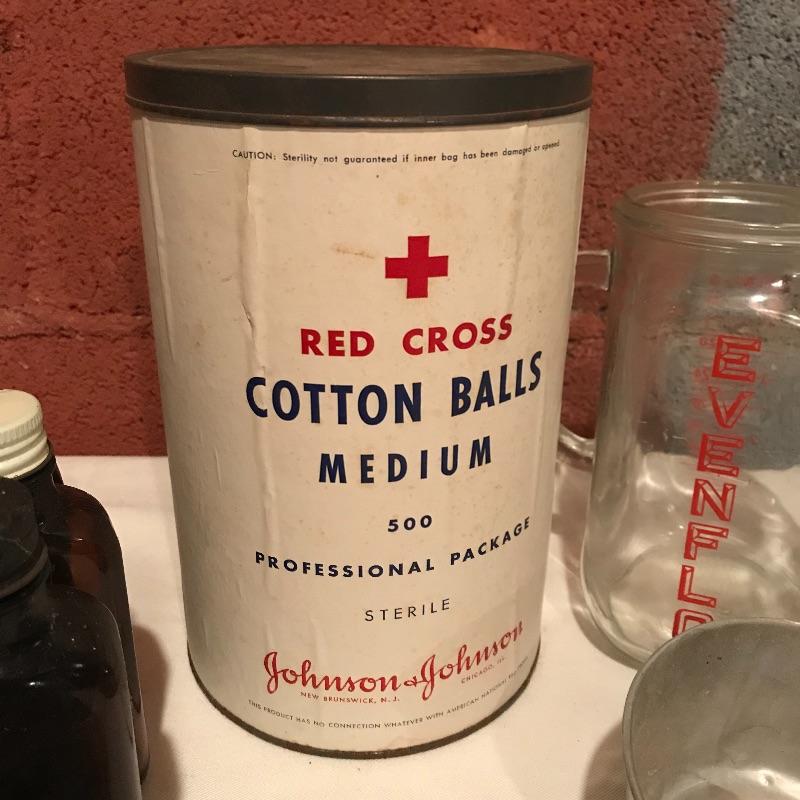 CAUTION: Sterility not guaranteed if inner bag has been damaged or opened
RED CROSS
COTTON BALLS
MEDIUM
500
PROFESSIONAL PACKAGE
STERILE
Johnson & Johnson
NEW BRUNSWICK, N. J. CHICAGO, ILL.
THIS PRODUCT HAS NO CONNECTION WHATEVER WITH AMERICAN NATIONAL RED CROSS
EVENFLO